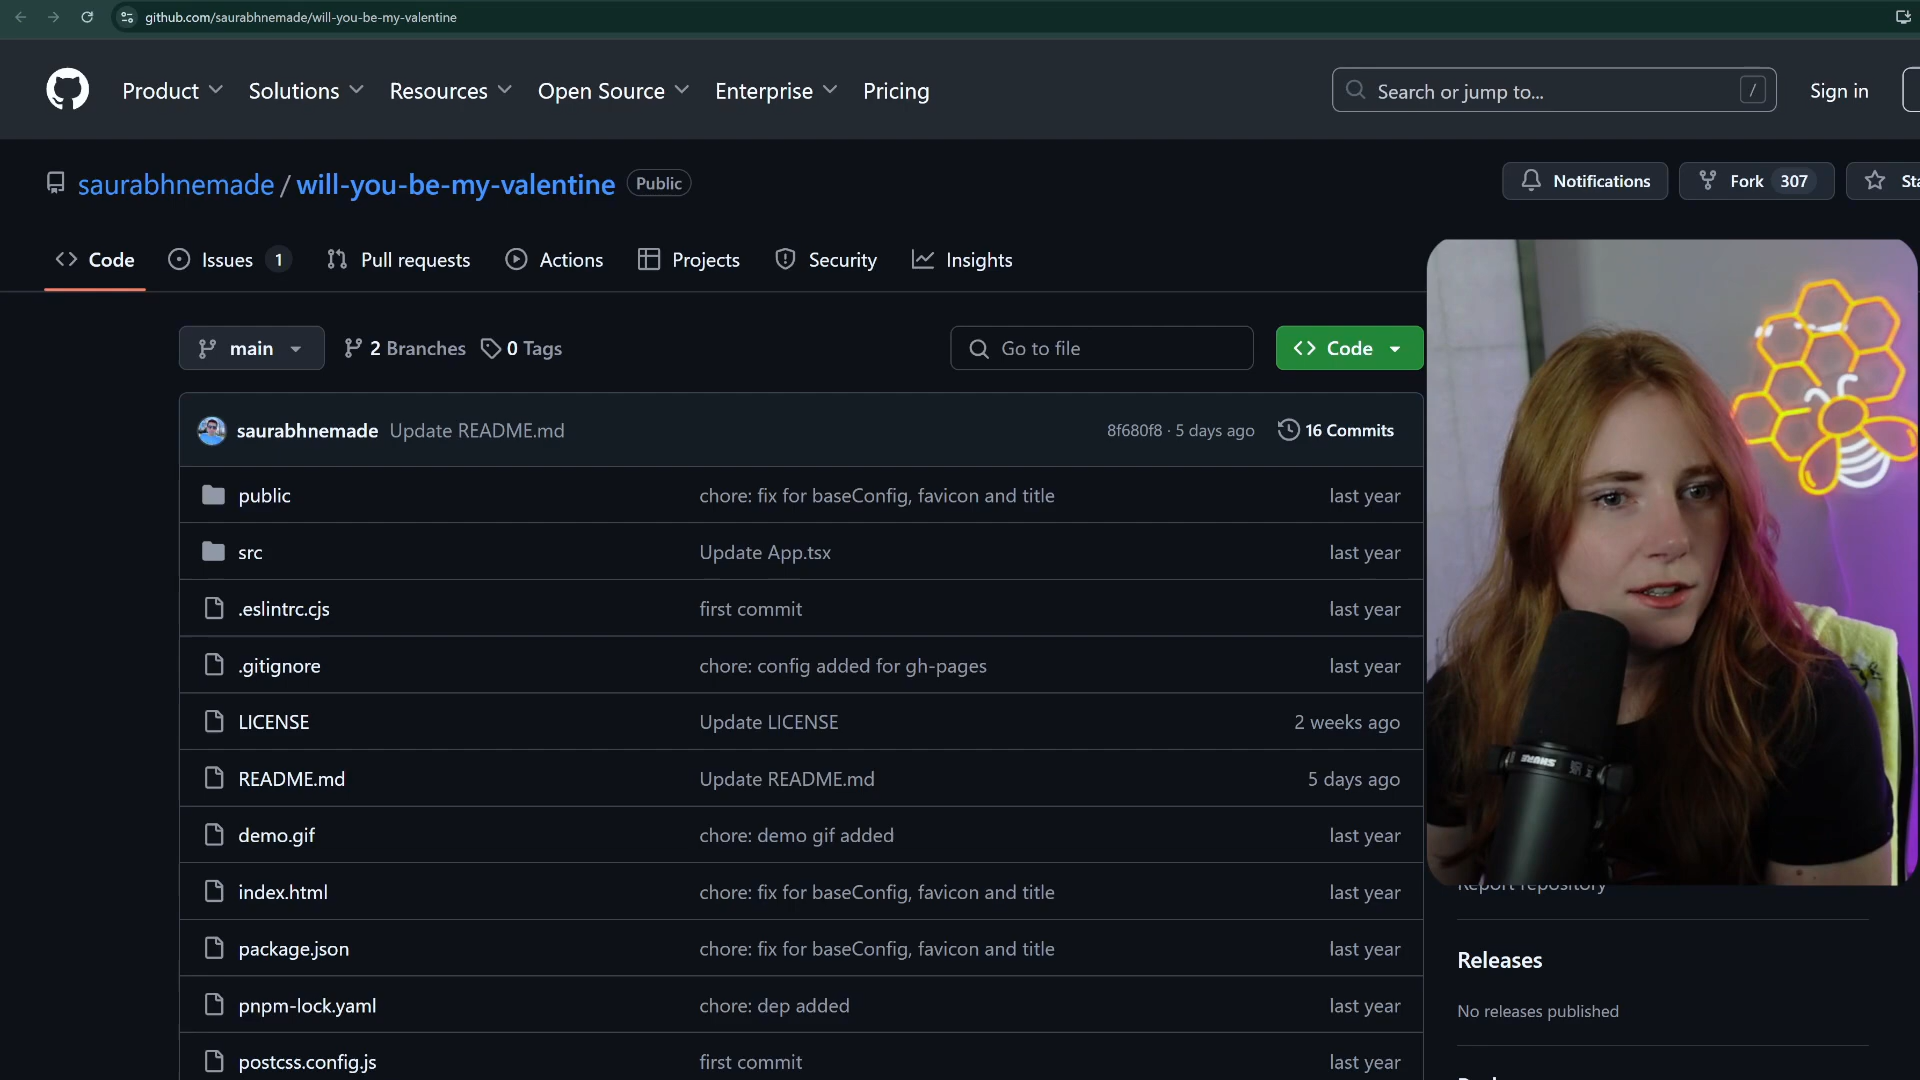 github.com/saurabhnemade/will-you-be-my-valentine
Product
Solutions
Resources
Open Source
Enterprise
Pricing
Search or jump to...
/
Sign in
saurabhnemade / will-you-be-my-valentine
Public
Notifications
Fork 307
Code
Issues 1
Pull requests
Actions
Projects
Security
Insights
main
2 Branches
0 Tags
Go to file
Code
saurabhnemade Update README.md 8f680f8 · 5 days ago 16 Commits
public chore: fix for baseConfig, favicon and title last year
src Update App.tsx last year
.eslintrc.cjs first commit last year
.gitignore chore: config added for gh-pages last year
LICENSE Update LICENSE 2 weeks ago
README.md Update README.md 5 days ago
demo.gif chore: demo gif added last year
index.html chore: fix for baseConfig, favicon and title last year
package.json chore: fix for baseConfig, favicon and title last year
pnpm-lock.yaml chore: dep added last year
postcss.config.js first commit last year
SHURE
Report repository
Releases
No releases published